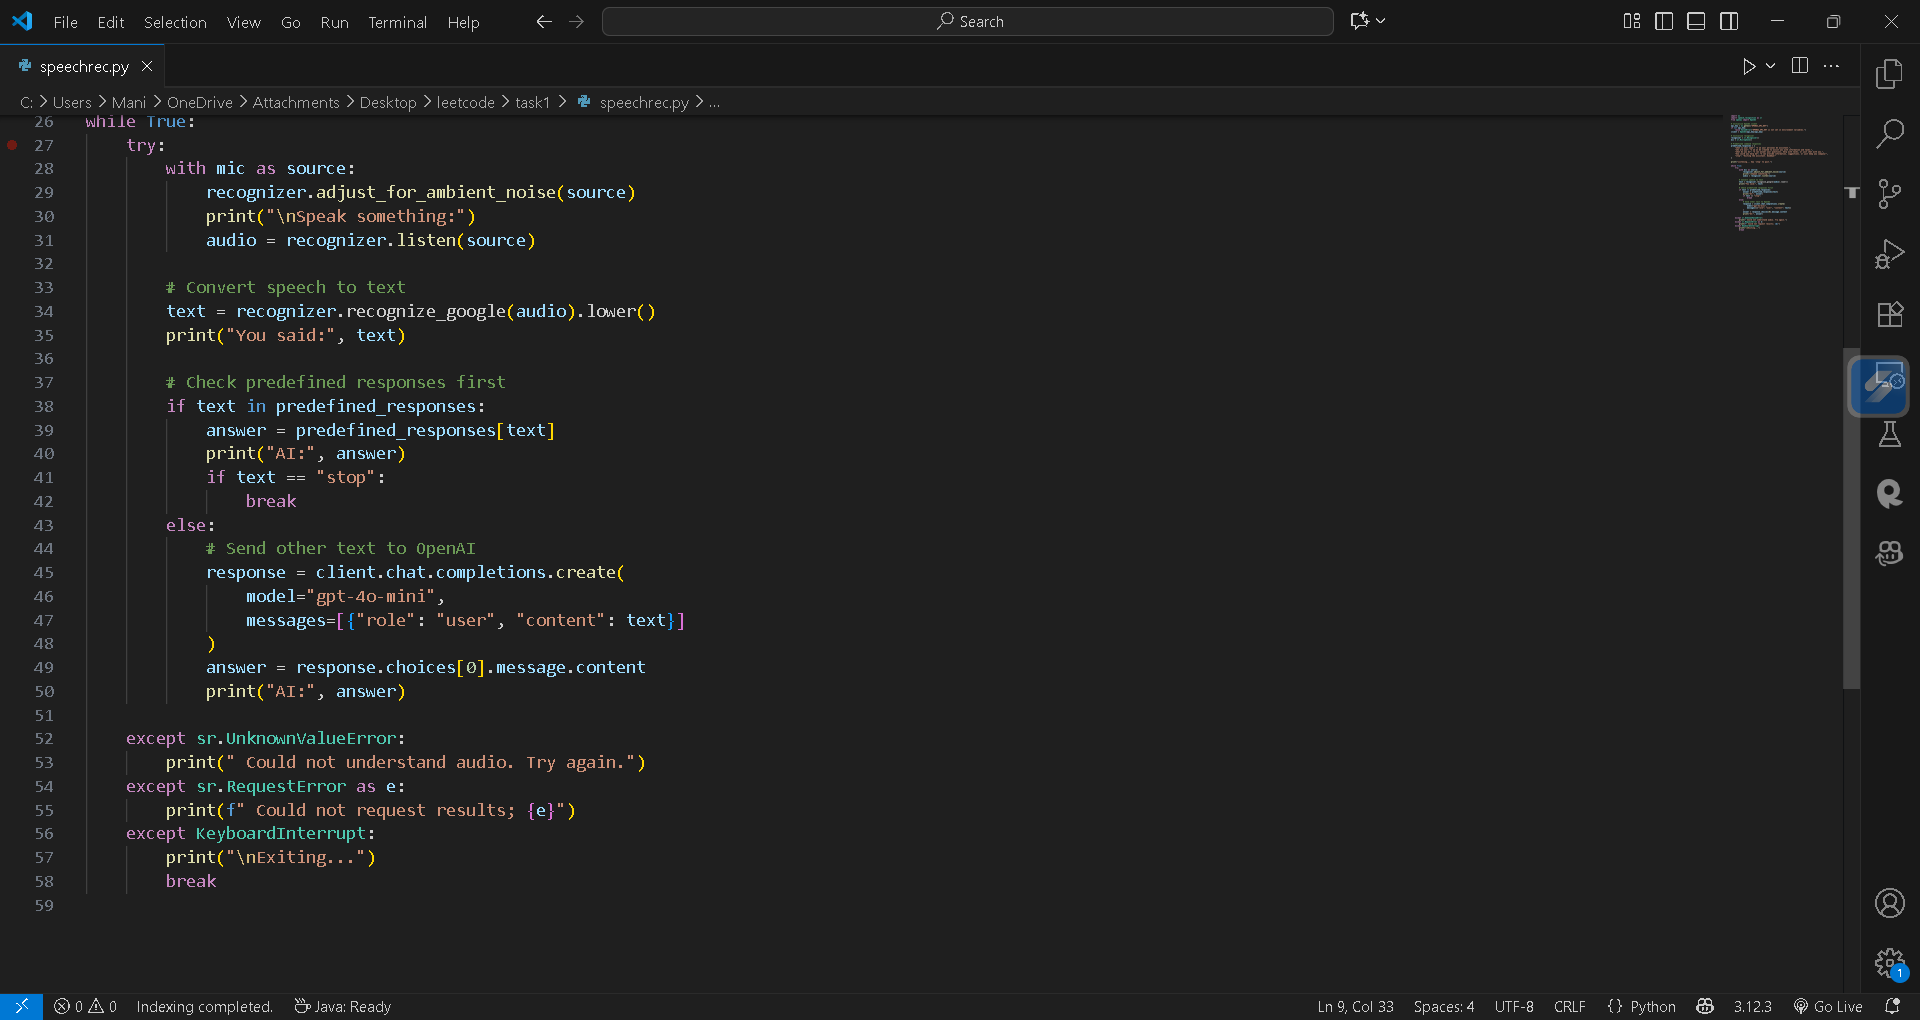 File Edit Selection View Go Run Terminal Help Search
speechrec.py
C: > Users > Mani > OneDrive > Attachments > Desktop > leetcode > task1 > speechrec.py > ...
26 while True:
27 try:
28 with mic as source:
29 recognizer.adjust_for_ambient_noise(source)
30 print("\nSpeak something:")
31 audio = recognizer.listen(source)
32
33 # Convert speech to text
34 text = recognizer.recognize_google(audio).lower()
35 print("You said:", text)
36
37 # Check predefined responses first
38 if text in predefined_responses:
39 answer = predefined_responses[text]
40 print("AI:", answer)
41 if text == "stop":
42 break
43 else:
44 # Send other text to OpenAI
45 response = client.chat.completions.create(
46 model="gpt-4o-mini",
47 messages=[{"role": "user", "content": text}]
48 )
49 answer = response.choices[0].message.content
50 print("AI:", answer)
51
52 except sr.UnknownValueError:
53 print(" Could not understand audio. Try again.")
54 except sr.RequestError as e:
55 print(f" Could not request results; {e}")
56 except KeyboardInterrupt:
57 print("\nExiting...")
58 break
59
1
0 0 Indexing completed. Java: Ready Ln 9, Col 33 Spaces: 4 UTF-8 CRLF {} Python 3.12.3 Go Live